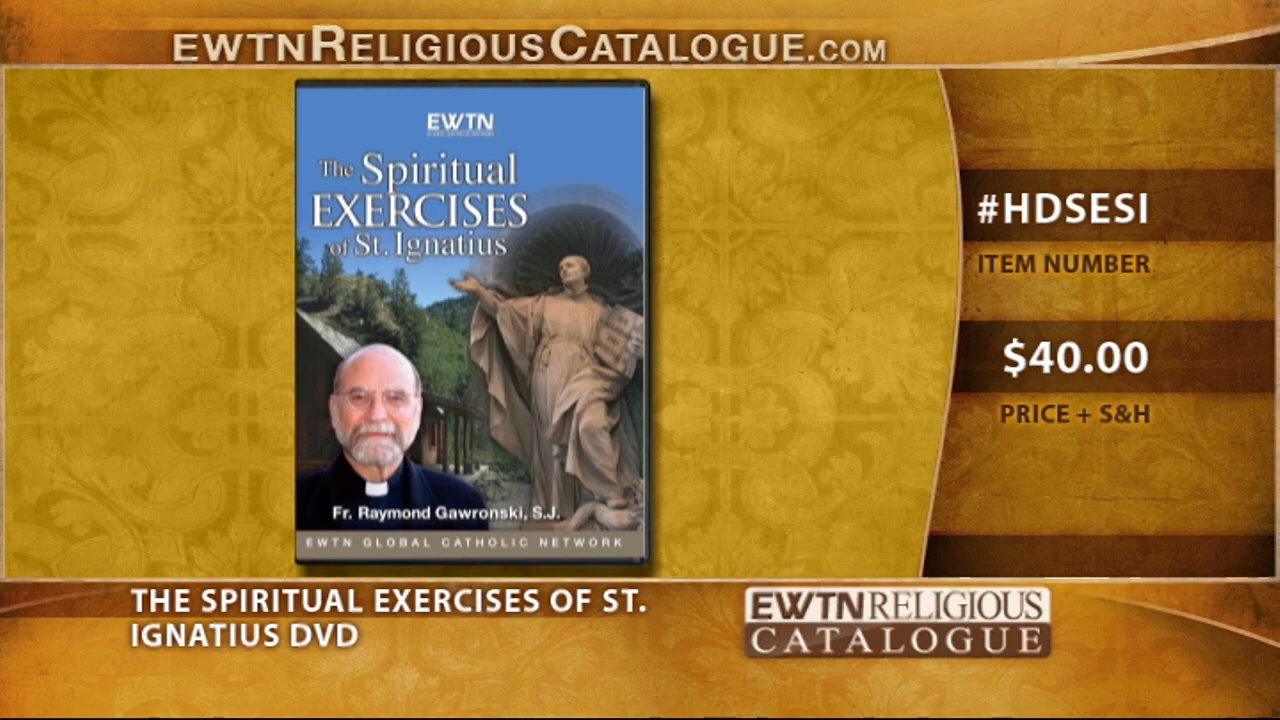 EWTNRELIGIOUSCATALOGUE.COM
EWTN
The Spiritual
EXERCISES
of St. Ignatius
Fr. Raymond Gawronski, S.J.
EWTN GLOBAL CATHOLIC NETWORK
#HDSESI
ITEM NUMBER
$40.00
PRICE + S&H
THE SPIRITUAL EXERCISES OF ST.
IGNATIUS DVD
EWTNRELIGIOUS
CATALOGUE